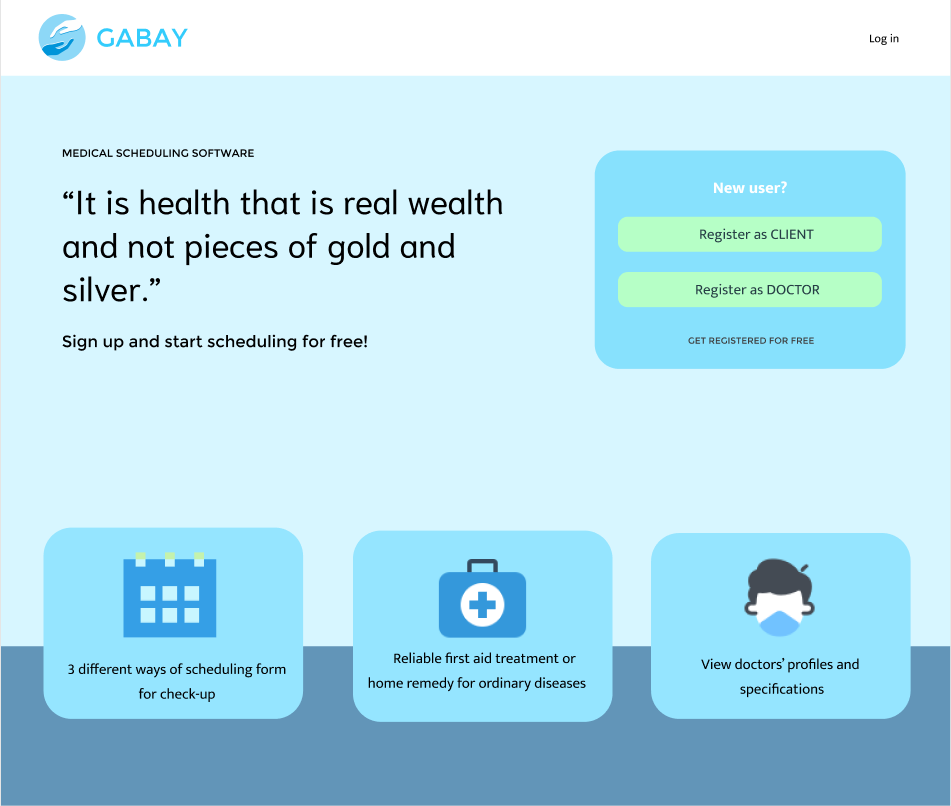 GABAY
Log in
MEDICAL SCHEDULING SOFTWARE
“It is health that is real wealth
and not pieces of gold and
silver.”
Sign up and start scheduling for free!
New user?
Register as CLIENT
Register as DOCTOR
GET REGISTERED FOR FREE
3 different ways of scheduling form
for check-up
Reliable first aid treatment or
home remedy for ordinary diseases
View doctors’ profiles and
specifications